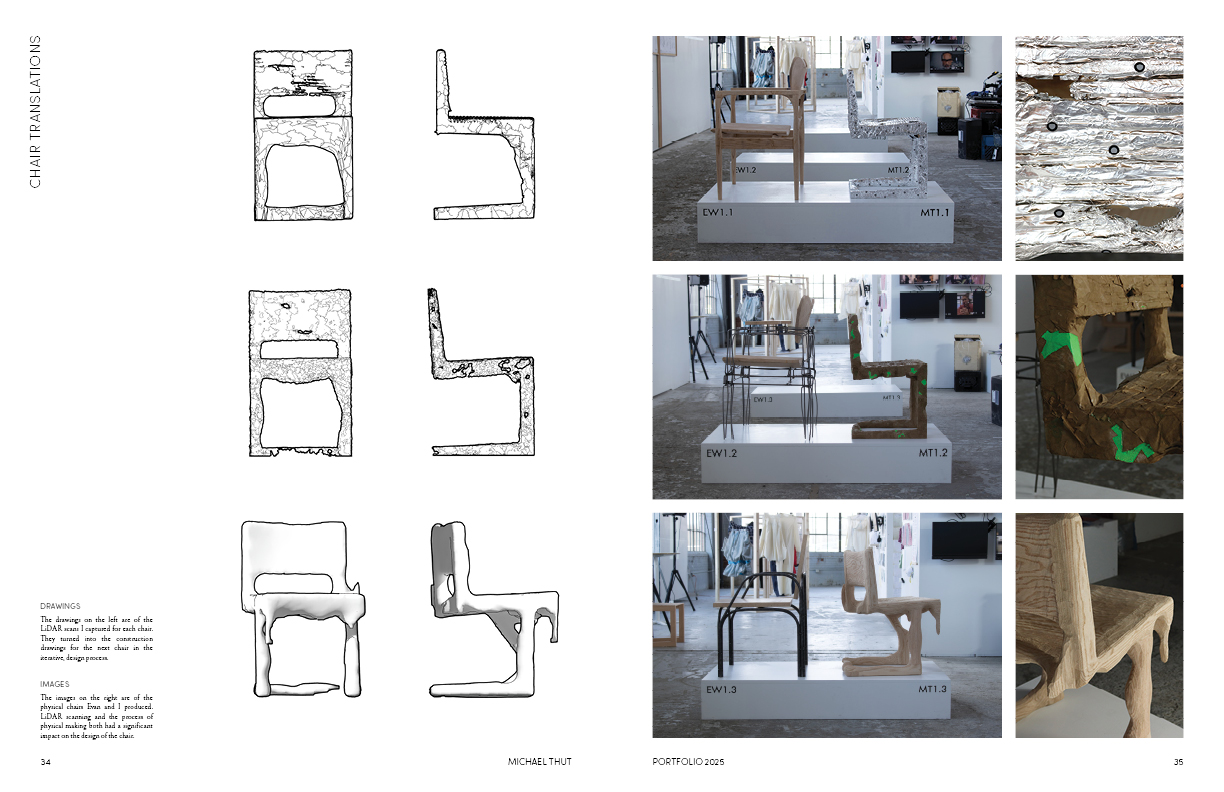 CHAIR TRANSLATIONS
DRAWINGS
The drawings on the left are of the
LiDAR scans I captured for each chair.
They turned into the construction
drawings for the next chair in the
iterative, design process.
IMAGES
The images on the right are of the
physical chairs Evan and I produced.
LiDAR scanning and the process of
physical making both had a significant
impact on the design of the chair.
34
MICHAEL THUT
EW1.2
MT1.2
EW1.1
MT1.1
EW1.3
MT1.3
EW1.2
MT1.2
EW1.3
MT1.3
PORTFOLIO 2025
35